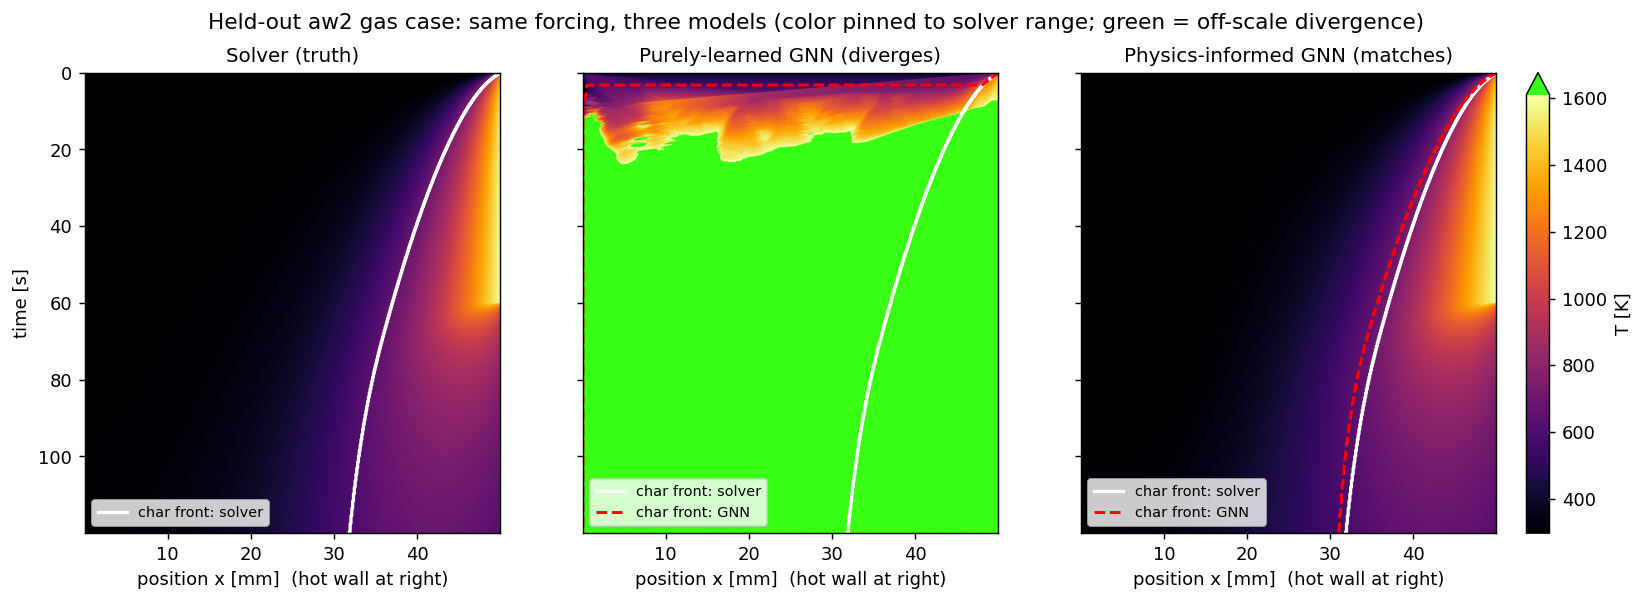 Held-out aw2 gas case: same forcing, three models (color pinned to solver range; green = off-scale divergence)
Solver (truth)
Purely-learned GNN (diverges)
Physics-informed GNN (matches)
time [s]
0
20
40
60
80
100
char front: solver
10
20
30
40
position x [mm]  (hot wall at right)
char front: solver
char front: GNN
10
20
30
40
position x [mm]  (hot wall at right)
char front: solver
char front: GNN
10
20
30
40
position x [mm]  (hot wall at right)
1600
1400
1200
1000
800
600
400
T [K]